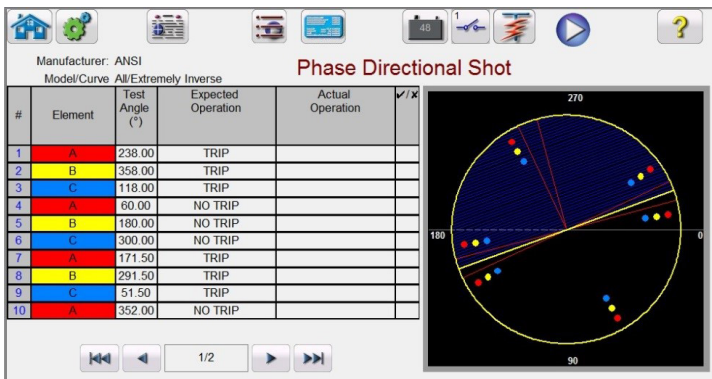 48
1
?
Manufacturer: ANSI
Model/Curve All/Extremely Inverse
Phase Directional Shot
# Element Test Angle (°) Expected Operation Actual Operation ✔/✘
1 A 238.00 TRIP
2 B 358.00 TRIP
3 C 118.00 TRIP
4 A 60.00 NO TRIP
5 B 180.00 NO TRIP
6 C 300.00 NO TRIP
7 A 171.50 TRIP
8 B 291.50 TRIP
9 C 51.50 TRIP
10 A 352.00 NO TRIP
1/2
270
180
0
90